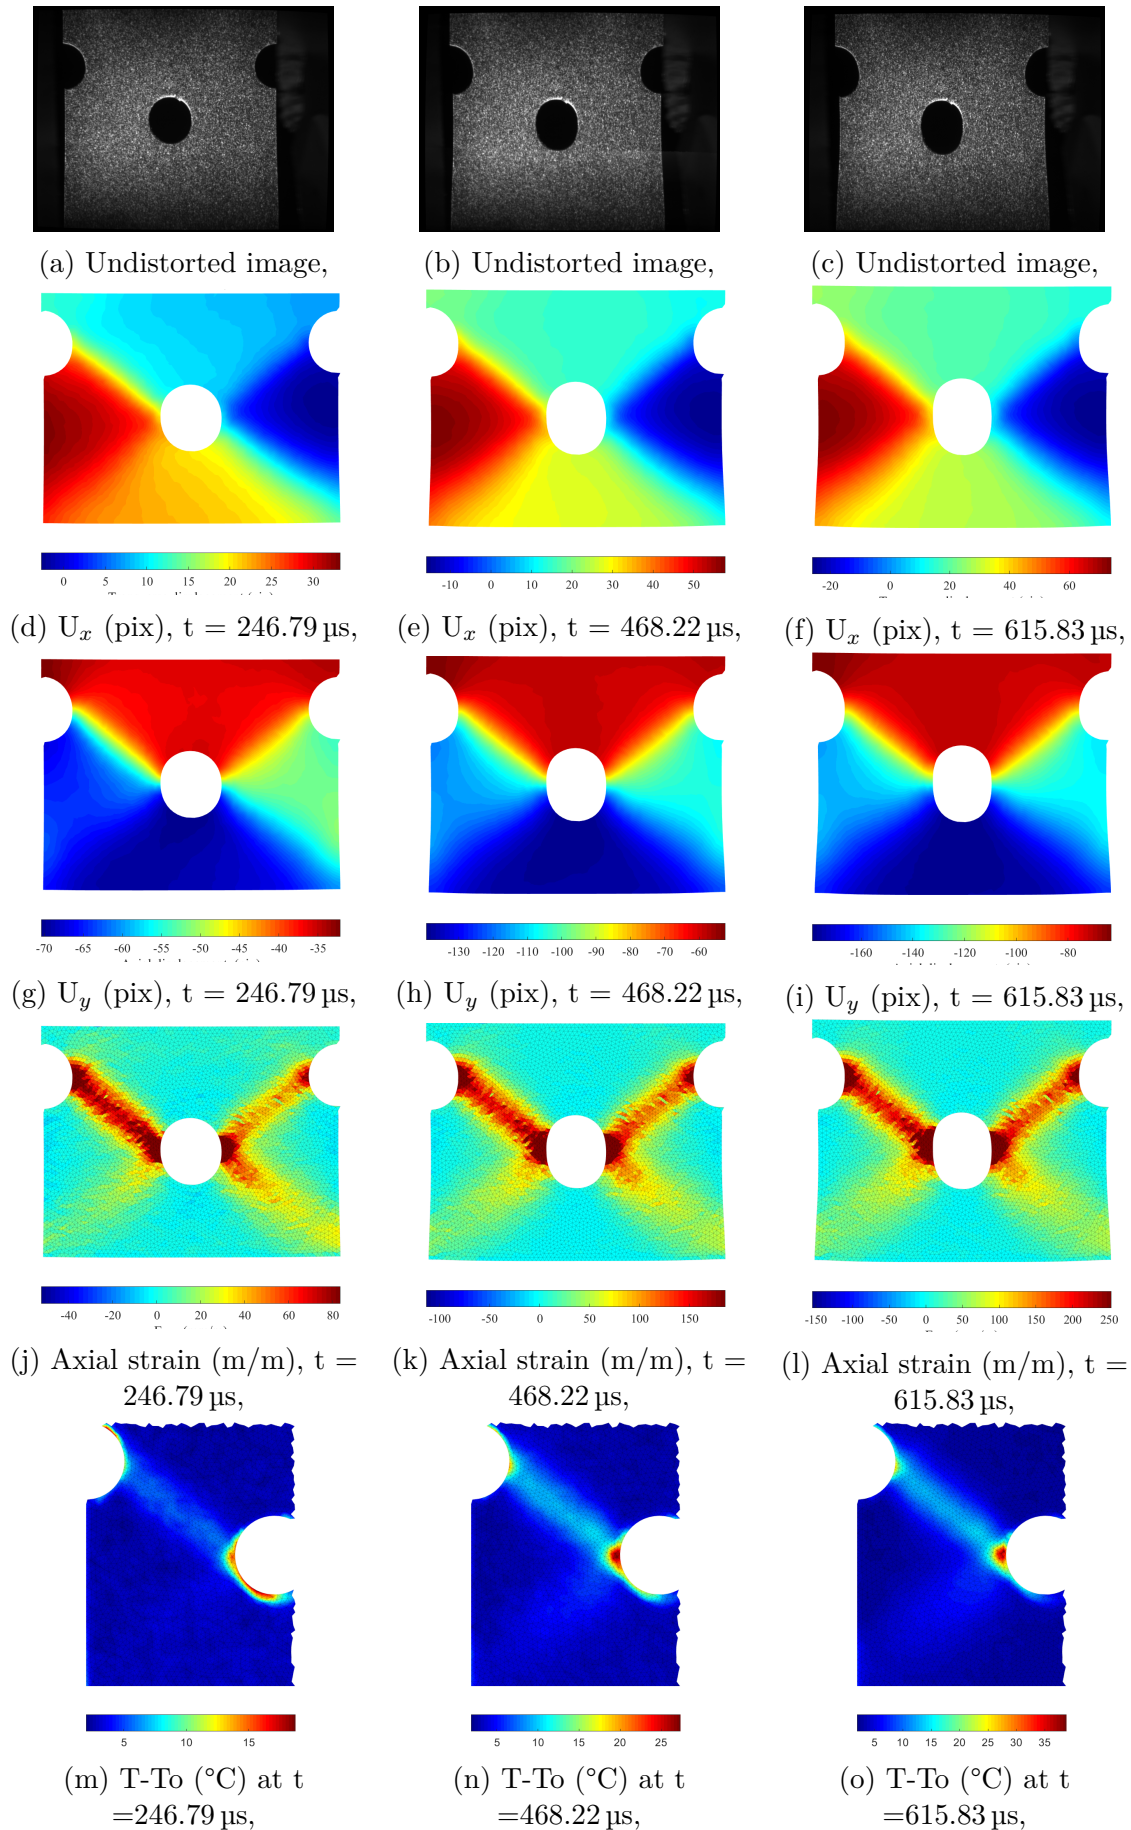 (a) Undistorted image,
(b) Undistorted image,
(c) Undistorted image,
0 5 10 15 20 25 30
-10 0 10 20 30 40 50
-20 0 20 40 60
(d) Uₓ (pix), t = 246.79 µs,
(e) Uₓ (pix), t = 468.22 µs,
(f) Uₓ (pix), t = 615.83 µs,
-70 -65 -60 -55 -50 -45 -40 -35
-130 -120 -110 -100 -90 -80 -70 -60
-160 -140 -120 -100 -80
(g) U_y (pix), t = 246.79 µs,
(h) U_y (pix), t = 468.22 µs,
(i) U_y (pix), t = 615.83 µs,
-40 -20 0 20 40 60 80
-100 -50 0 50 100 150
-150 -100 -50 0 50 100 150 200 250
(j) Axial strain (m/m), t =
246.79 µs,
(k) Axial strain (m/m), t =
468.22 µs,
(l) Axial strain (m/m), t =
615.83 µs,
5 10 15
5 10 15 20 25
5 10 15 20 25 30 35
(m) T-To (°C) at t
=246.79 µs,
(n) T-To (°C) at t
=468.22 µs,
(o) T-To (°C) at t
=615.83 µs,